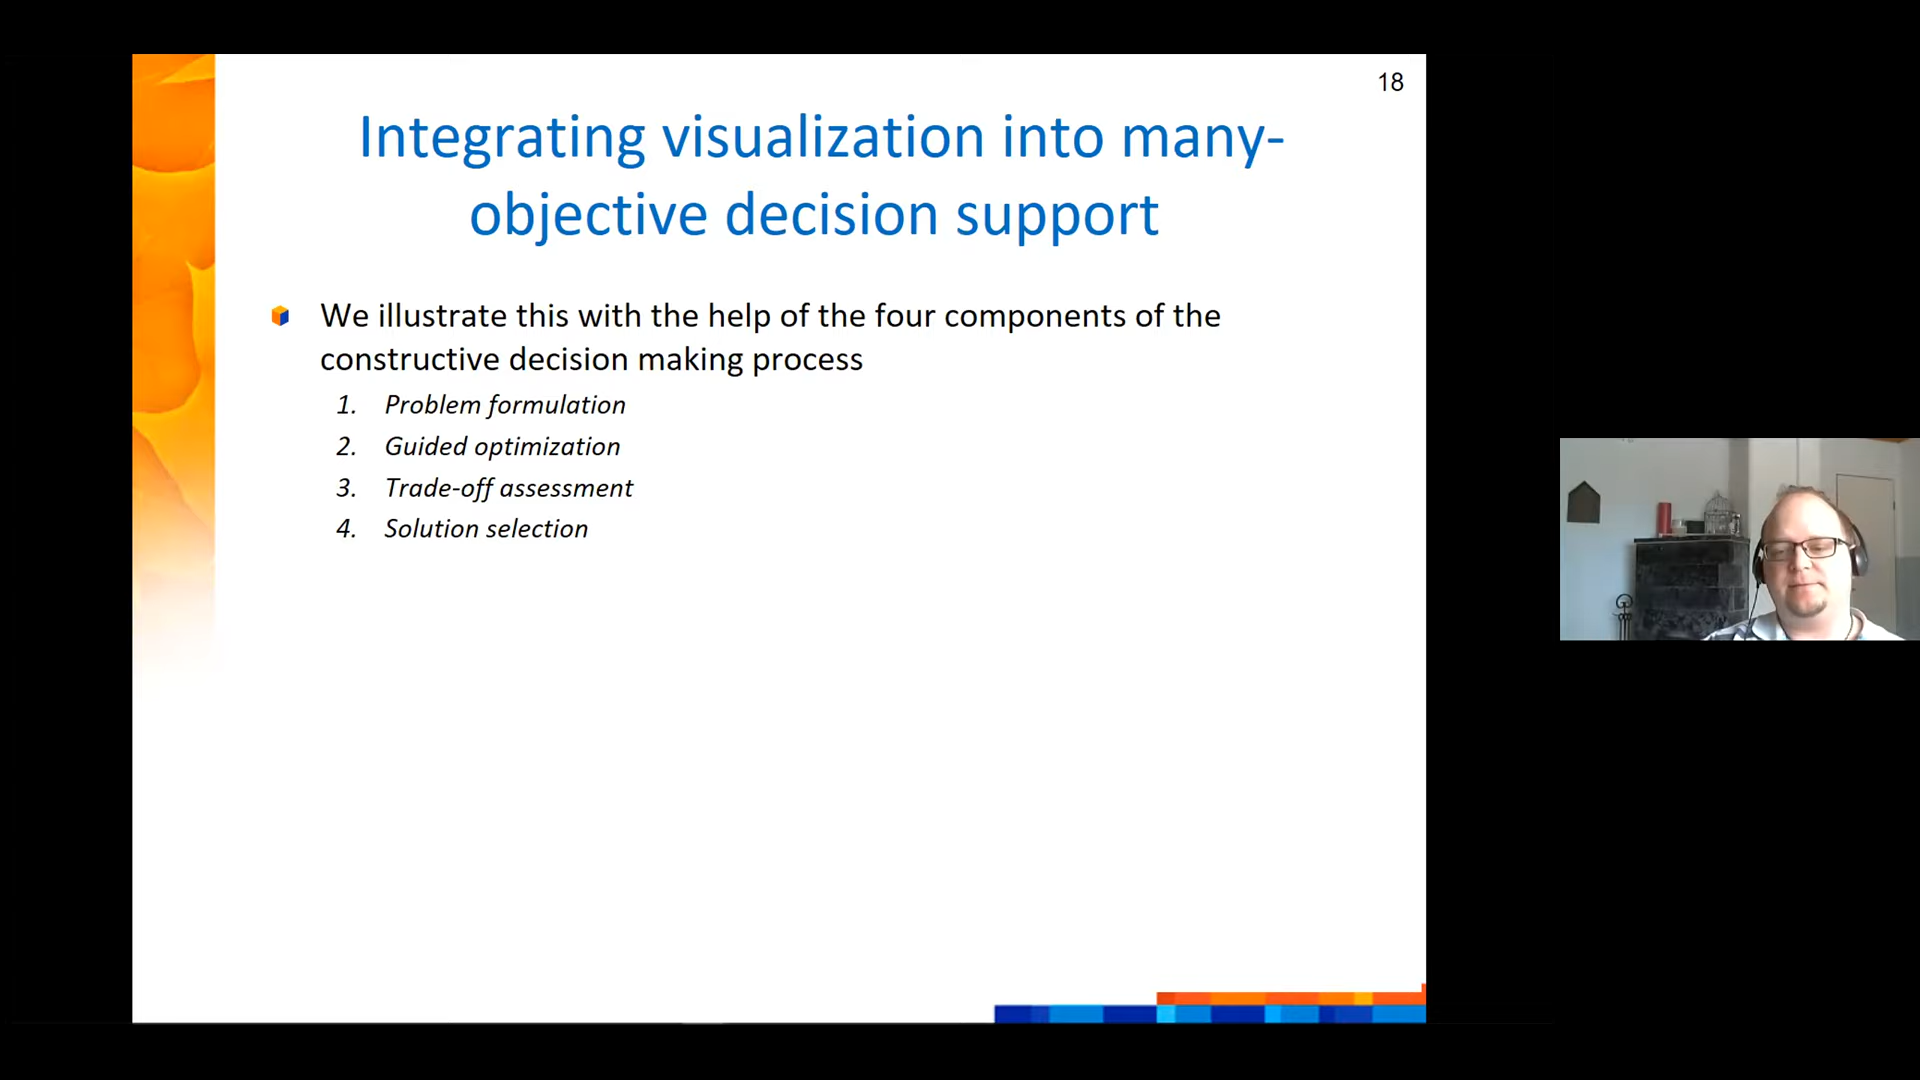 18
Integrating visualization into many-
objective decision support
We illustrate this with the help of the four components of the
constructive decision making process
1. Problem formulation
2. Guided optimization
3. Trade-off assessment
4. Solution selection